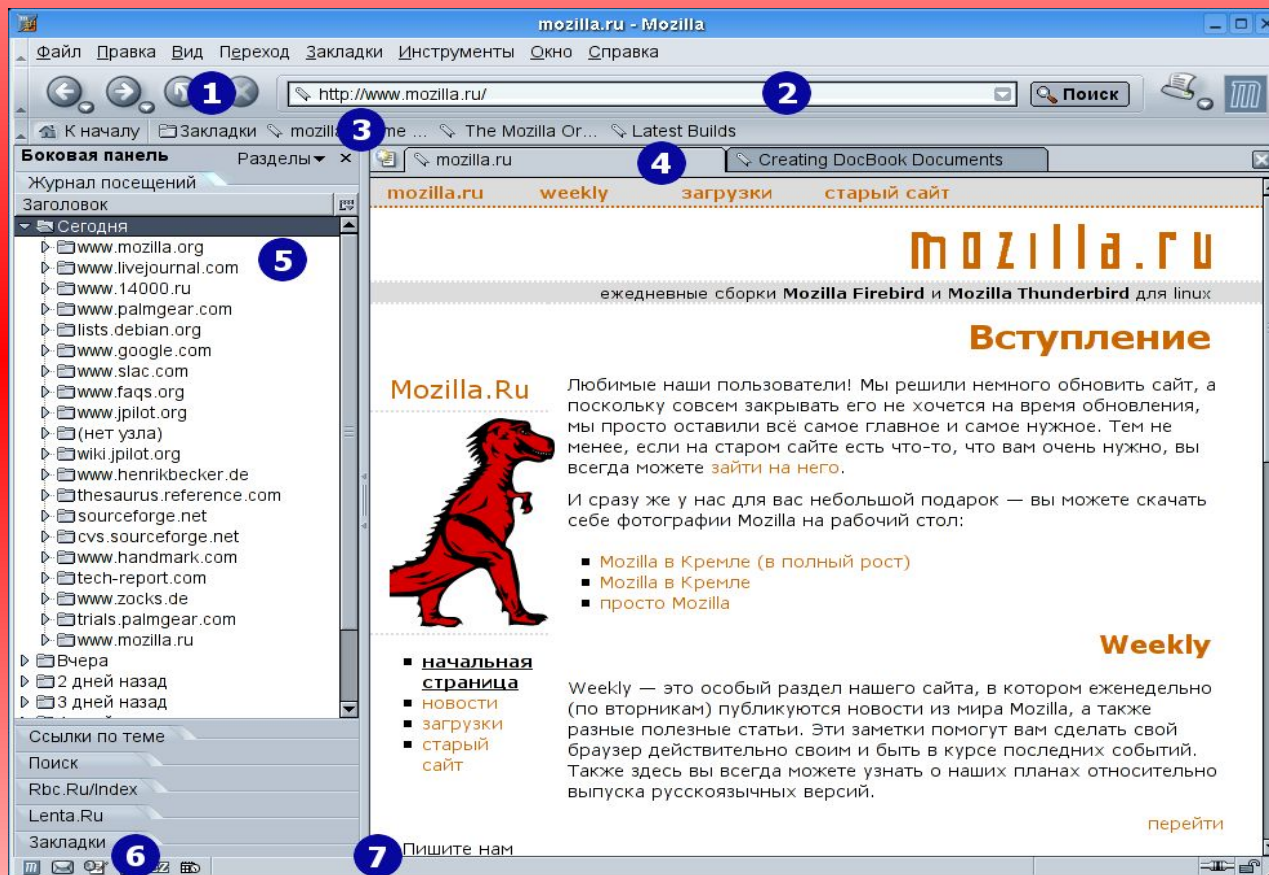 mozilla.ru - Mozilla
Файл Правка Вид Переход Закладки Инструменты Окно Справка
1
http://www.mozilla.ru/ 2 Поиск
К началу Закладки 3 ... The Mozilla Or... Latest Builds
Боковая панель Разделы
mozilla.ru 4 Creating DocBook Documents
Журнал посещений
Заголовок
Сегодня
www.mozilla.org
www.livejournal.com
5
www.14000.ru
www.palmgear.com
lists.debian.org
www.google.com
www.slac.com
www.faqs.org
www.jpilot.org
(нет узла)
wiki.jpilot.org
www.henrikbecker.de
thesaurus.reference.com
sourceforge.net
cvs.sourceforge.net
www.handmark.com
tech-report.com
www.zocks.de
trials.palmgear.com
www.mozilla.ru
Вчера
2 дней назад
3 дней назад
Ссылки по теме
Поиск
Rbc.Ru/Index
Lenta.Ru
Закладки
6
mozilla.ru weekly загрузки старый сайт
mozilla.ru
ежедневные сборки Mozilla Firebird и Mozilla Thunderbird для linux
Вступление
Mozilla.Ru
Любимые наши пользователи! Мы решили немного обновить сайт, а
поскольку совсем закрывать его не хочется на время обновления,
мы просто оставили всё самое главное и самое нужное. Тем не
менее, если на старом сайте есть что-то, что вам очень нужно, вы
всегда можете зайти на него.
И сразу же у нас для вас небольшой подарок — вы можете скачать
себе фотографии Mozilla на рабочий стол:
Mozilla в Кремле (в полный рост)
Mozilla в Кремле
просто Mozilla
начальная
страница
новости
загрузки
старый
сайт
Weekly
Weekly — это особый раздел нашего сайта, в котором еженедельно
(по вторникам) публикуются новости из мира Mozilla, а также
разные полезные статьи. Эти заметки помогут вам сделать свой
браузер действительно своим и быть в курсе последних событий.
Также здесь вы всегда можете узнать о наших планах относительно
выпуска русскоязычных версий.
перейти
Пишите нам
7